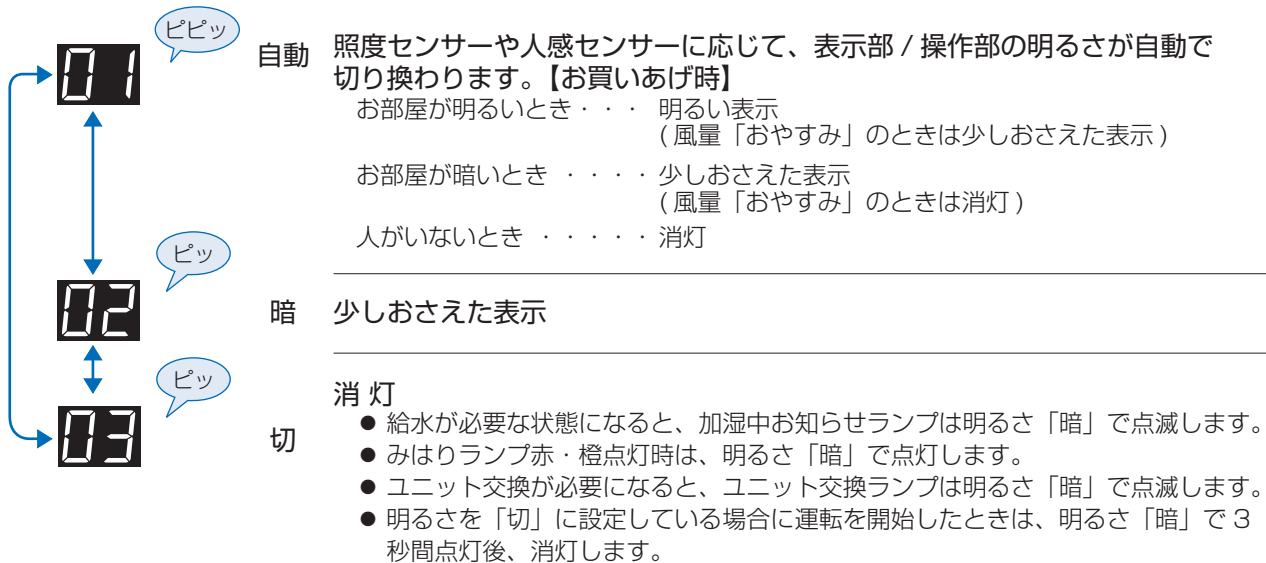 ピピッ
01
自動
照度センサーや人感センサーに応じて、表示部 / 操作部の明るさが自動で
切り換わります。【お買いあげ時】
お部屋が明るいとき・・・ 明るい表示
( 風量「おやすみ」のときは少しおさえた表示 )
お部屋が暗いとき ・・・・ 少しおさえた表示
( 風量「おやすみ」のときは消灯 )
人がいないとき ・・・・・ 消灯
ピッ
02
暗
少しおさえた表示
ピッ
03
切
消 灯
● 給水が必要な状態になると、加湿中お知らせランプは明るさ「暗」で点滅します。
● みはりランプ赤・橙点灯時は、明るさ「暗」で点灯します。
● ユニット交換が必要になると、ユニット交換ランプは明るさ「暗」で点滅します。
● 明るさを「切」に設定している場合に運転を開始したときは、明るさ「暗」で 3
秒間点灯後、消灯します。